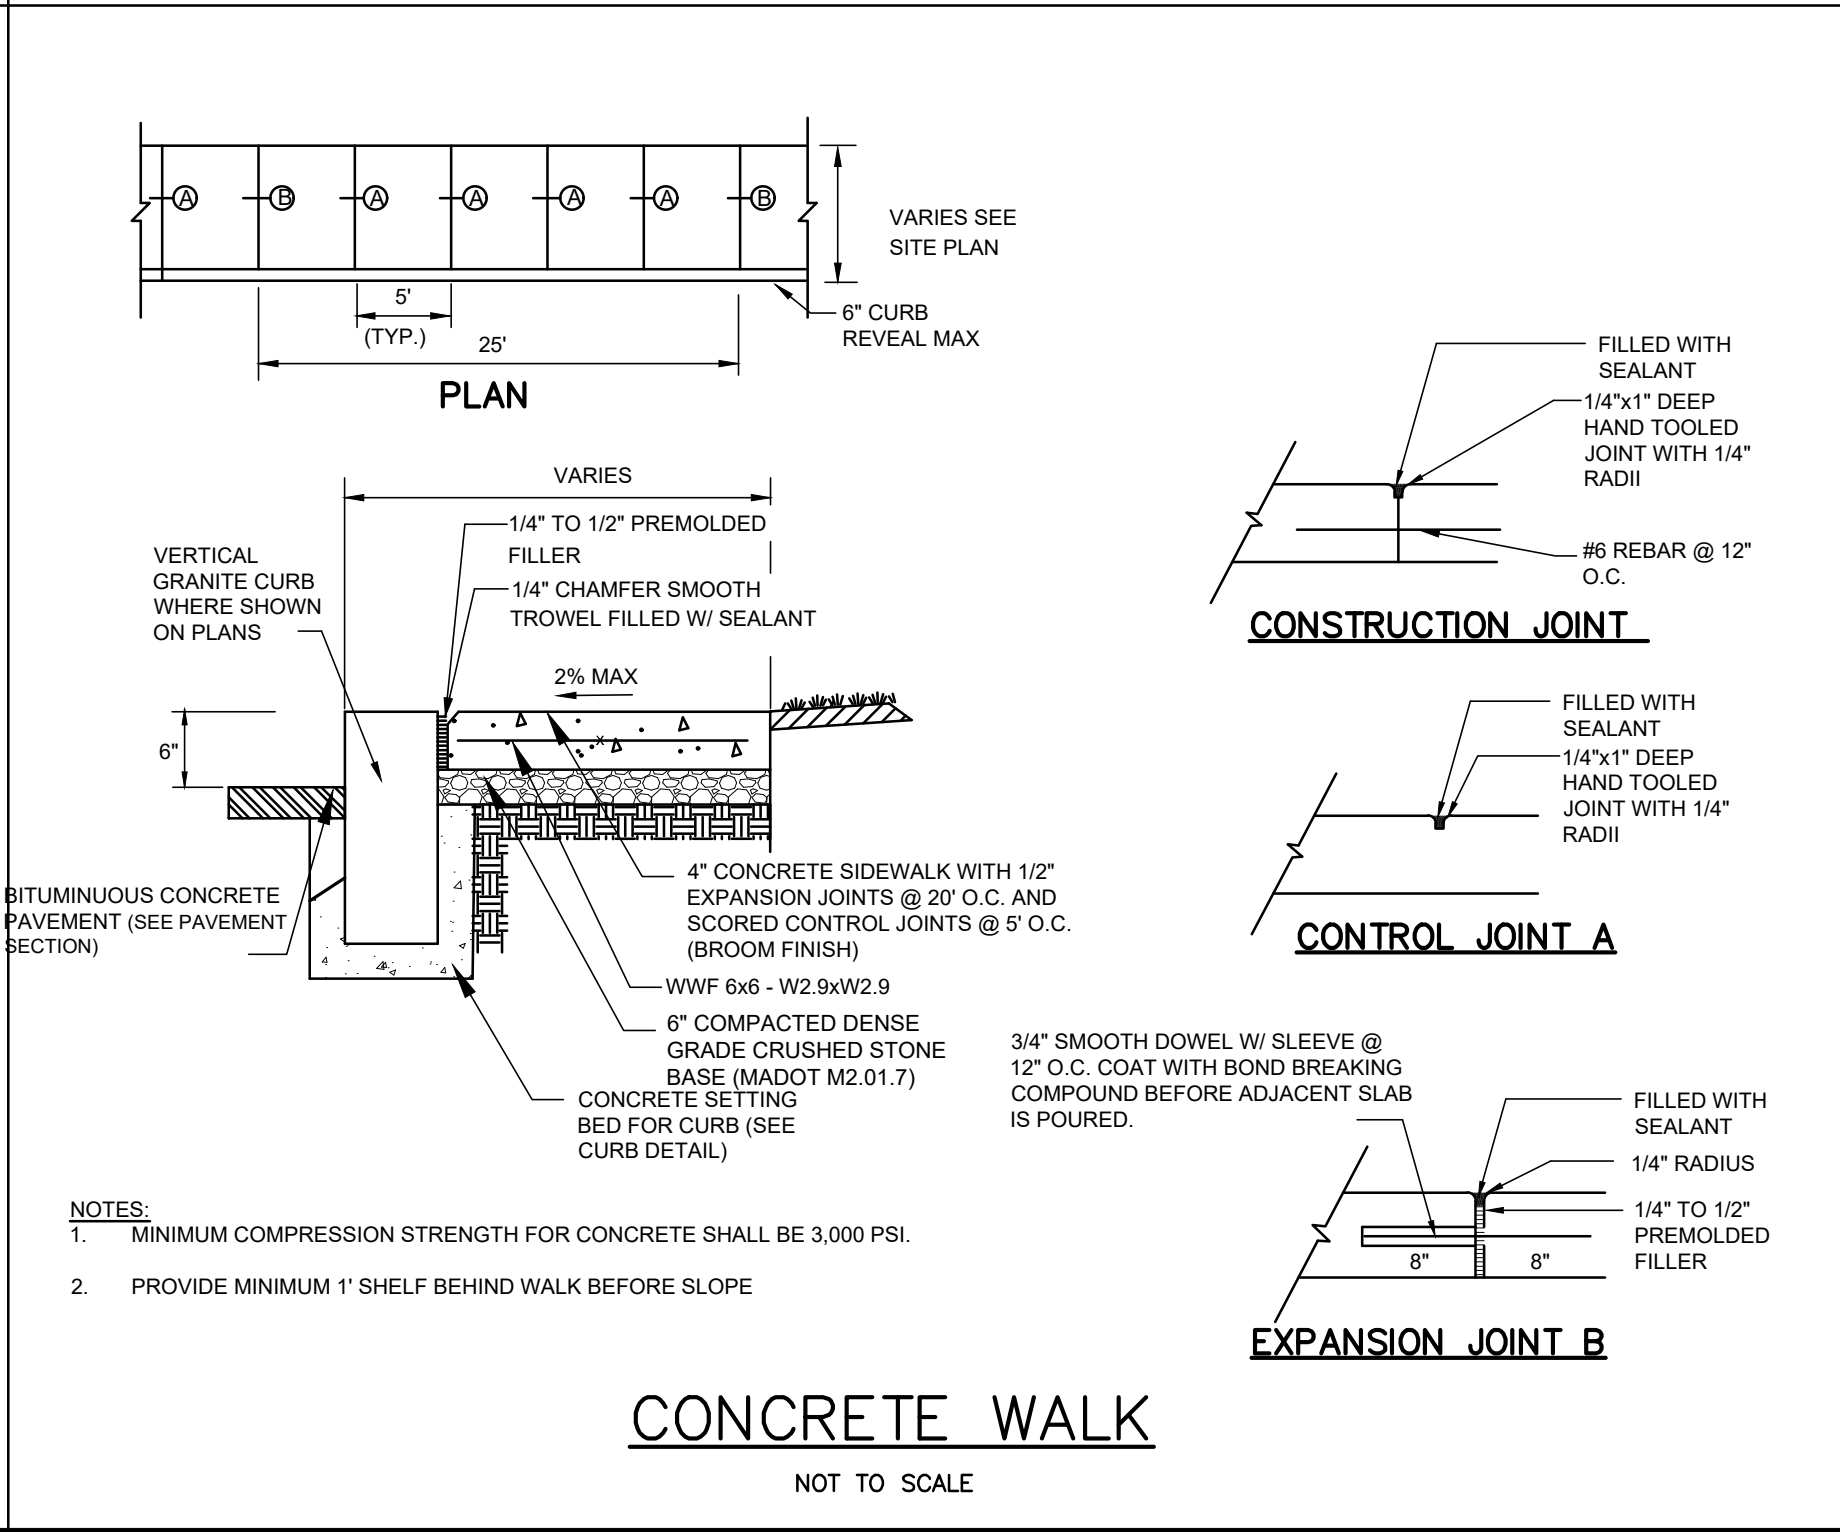 A
B
A
A
A
A
B
VARIES SEE
SITE PLAN
5'
(TYP.)
25'
6" CURB
REVEAL MAX
PLAN
VARIES
1/4" TO 1/2" PREMOLDED
FILLER
1/4" CHAMFER SMOOTH
TROWEL FILLED W/ SEALANT
VERTICAL
GRANITE CURB
WHERE SHOWN
ON PLANS
2% MAX
6"
x
BITUMINUOUS CONCRETE
PAVEMENT (SEE PAVEMENT
SECTION)
4" CONCRETE SIDEWALK WITH 1/2"
EXPANSION JOINTS @ 20' O.C. AND
SCORED CONTROL JOINTS @ 5' O.C.
(BROOM FINISH)
WWF 6x6 - W2.9xW2.9
6" COMPACTED DENSE
GRADE CRUSHED STONE
BASE (MADOT M2.01.7)
CONCRETE SETTING
BED FOR CURB (SEE
CURB DETAIL)
NOTES:
1. MINIMUM COMPRESSION STRENGTH FOR CONCRETE SHALL BE 3,000 PSI.
2. PROVIDE MINIMUM 1' SHELF BEHIND WALK BEFORE SLOPE
FILLED WITH
SEALANT
1/4"x1" DEEP
HAND TOOLED
JOINT WITH 1/4"
RADII
#6 REBAR @ 12"
O.C.
CONSTRUCTION JOINT
FILLED WITH
SEALANT
1/4"x1" DEEP
HAND TOOLED
JOINT WITH 1/4"
RADII
CONTROL JOINT A
3/4" SMOOTH DOWEL W/ SLEEVE @
12" O.C. COAT WITH BOND BREAKING
COMPOUND BEFORE ADJACENT SLAB
IS POURED.
FILLED WITH
SEALANT
1/4" RADIUS
1/4" TO 1/2"
PREMOLDED
FILLER
8" 8"
EXPANSION JOINT B
CONCRETE WALK
NOT TO SCALE